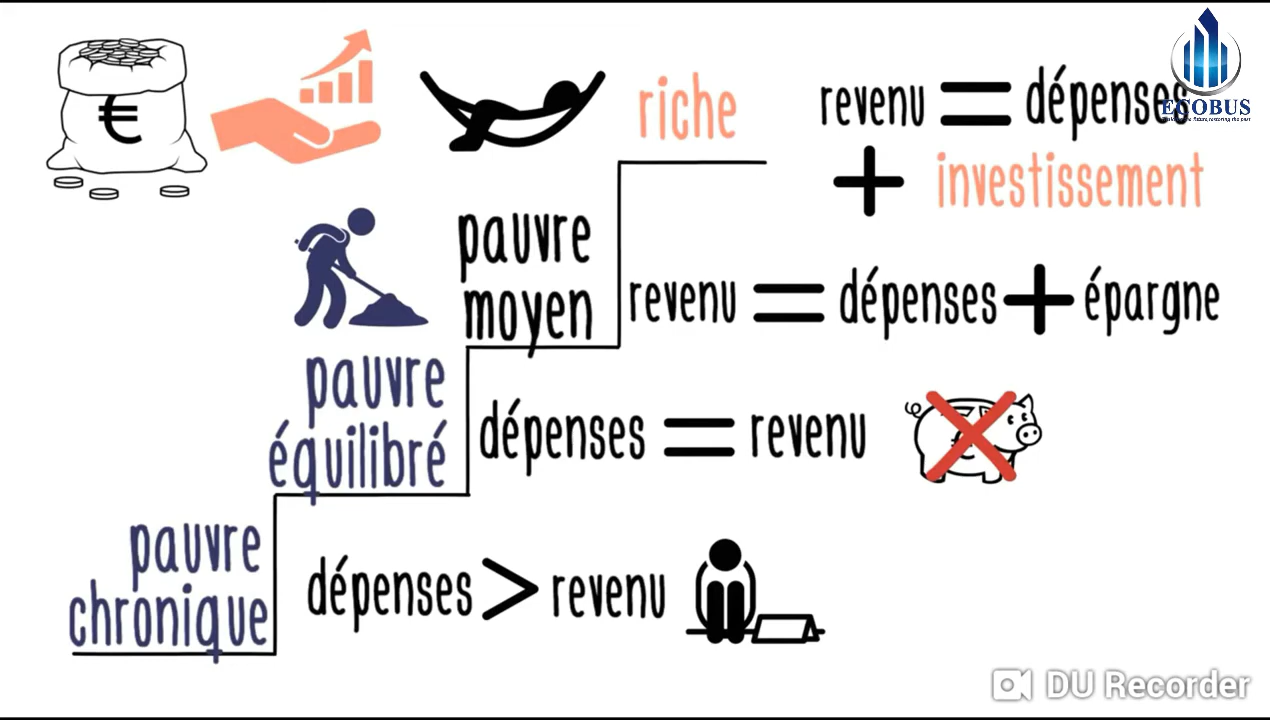 €
riche
revenu = dépenses
+ investissement
ECOBUS
pauvre
moyen
revenu = dépenses + épargne
pauvre
équilibré
dépenses = revenu
pauvre
chronique
dépenses > revenu
DU Recorder